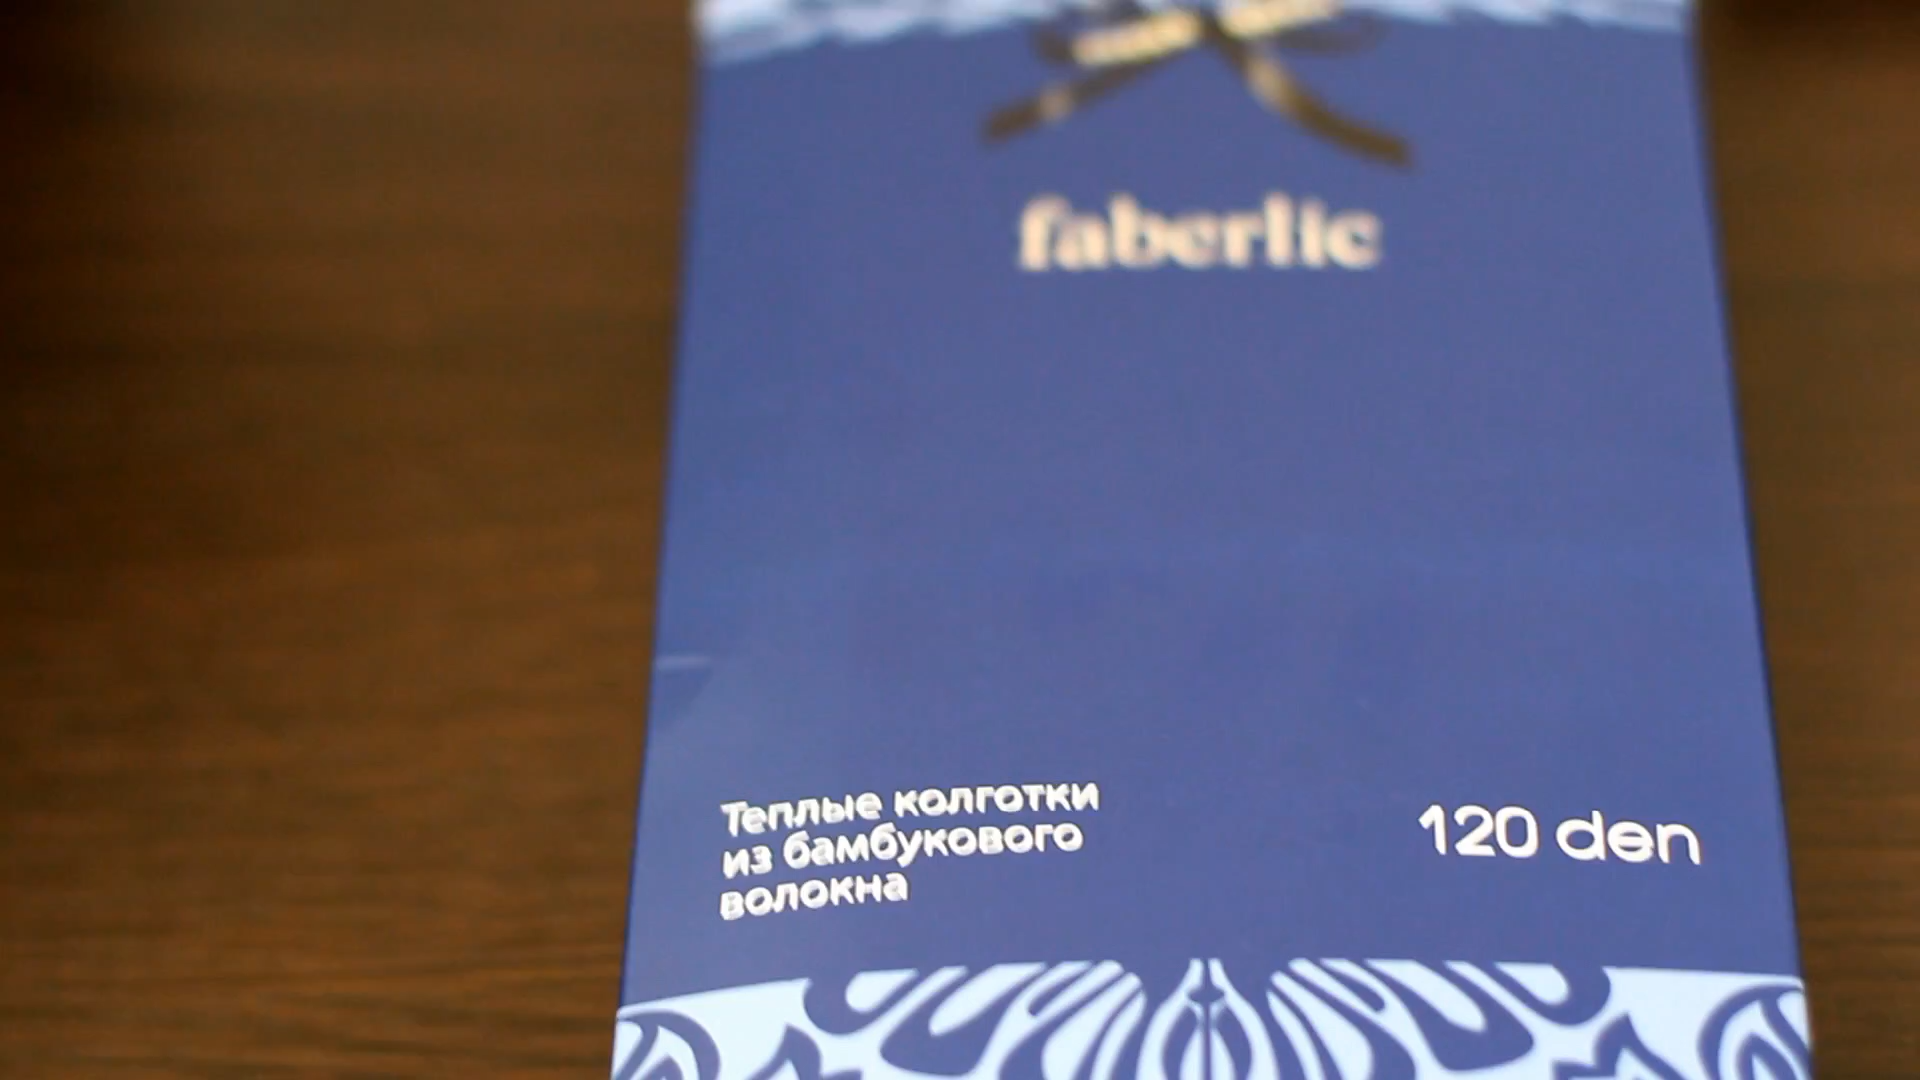 faberlic
Теплые колготки
из бамбукового
волокна
120 den